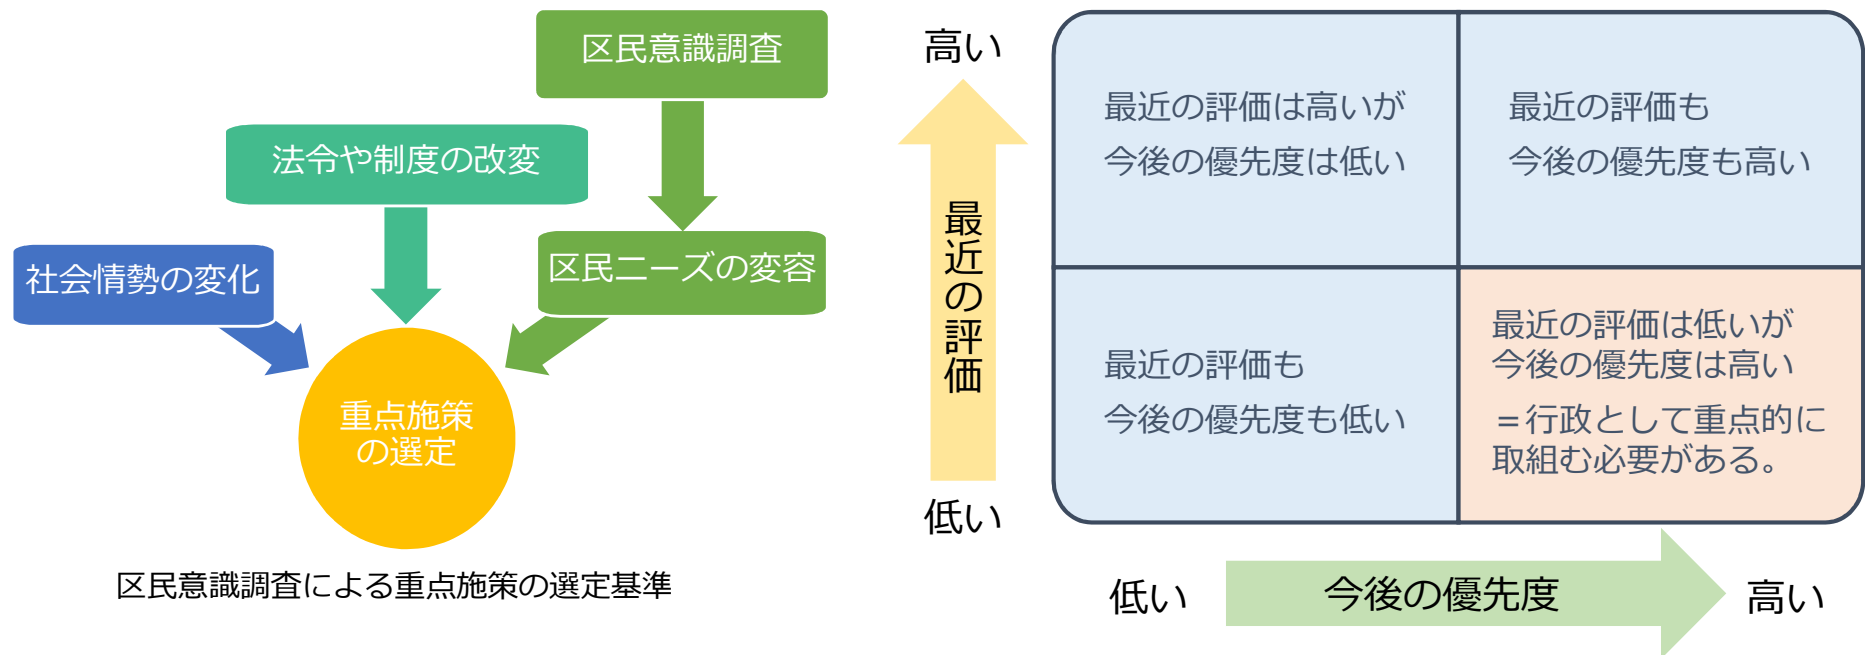 区民意識調査
法令や制度の改変
社会情勢の変化
区民ニーズの変容
重点施策
の選定
区民意識調査による重点施策の選定基準
高い
最近の評価
低い
最近の評価は高いが
今後の優先度は低い
最近の評価も
今後の優先度も高い
最近の評価も
今後の優先度も低い
最近の評価は低いが
今後の優先度は高い
＝行政として重点的に
取組む必要がある。
低い
今後の優先度
高い